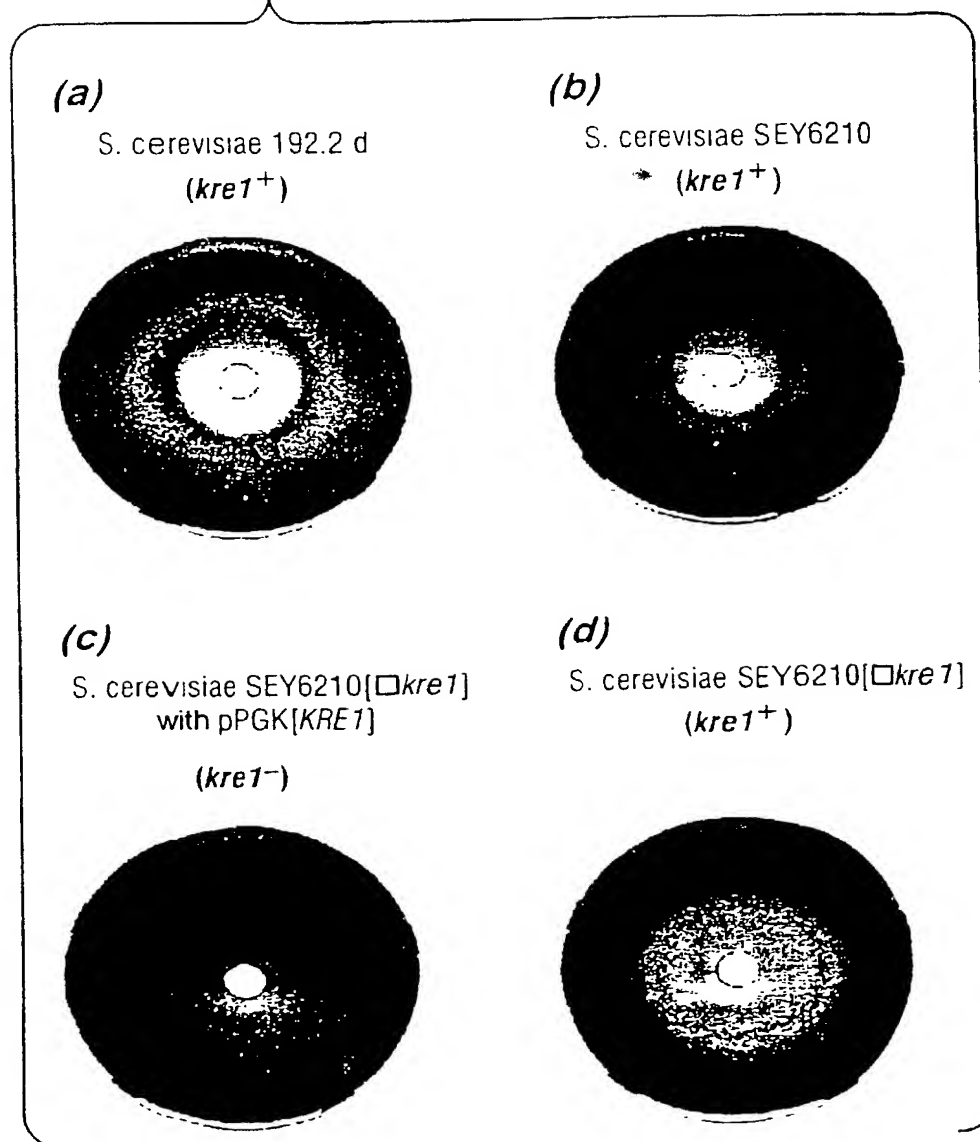 (a)
S. cerevisiae 192.2 d
(kre1+)
(b)
S. cerevisiae SEY6210
(kre1+)
(c)
S. cerevisiae SEY6210[□kre1]
with pPGK[KRE1]
(kre1−)
(d)
S. cerevisiae SEY6210[□kre1]
(kre1+)